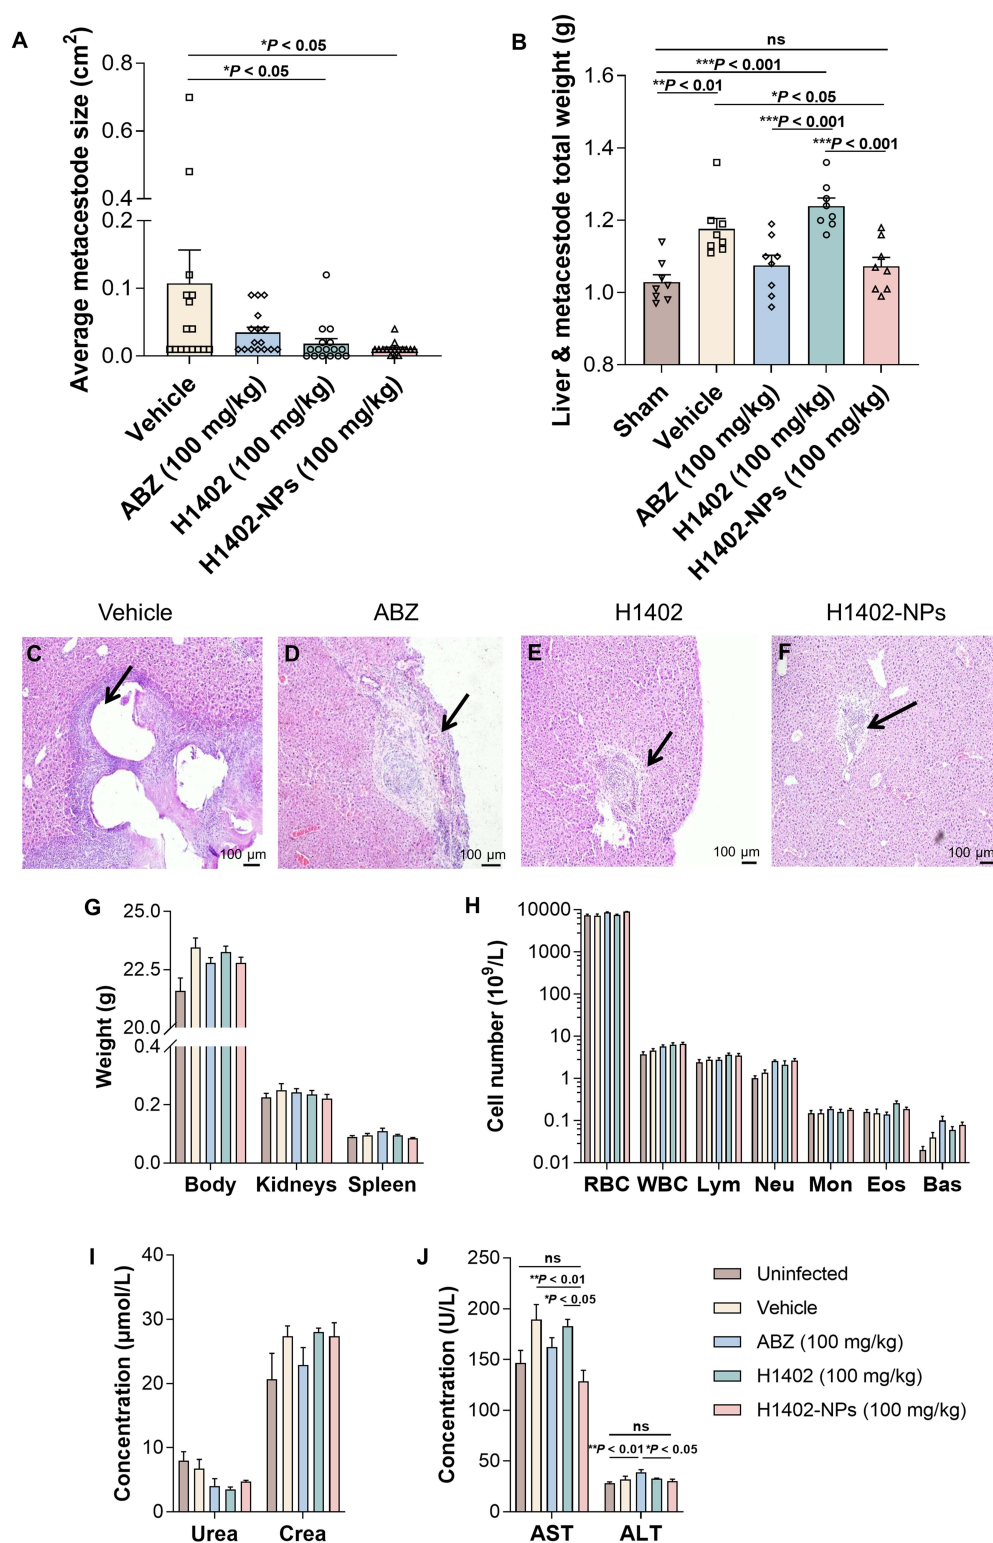 A
Average metacestode size (cm2)
0.8
0.6
0.4
0.2
0.1
0.0
*P < 0.05
*P < 0.05
Vehicle
ABZ (100 mg/kg)
H1402 (100 mg/kg)
H1402-NPs (100 mg/kg)
B
Liver & metacestode total weight (g)
1.6
1.4
1.2
1.0
0.8
ns
***P < 0.001
**P < 0.01
*P < 0.05
***P < 0.001
***P < 0.001
Sham
Vehicle
ABZ (100 mg/kg)
H1402 (100 mg/kg)
H1402-NPs (100 mg/kg)
Vehicle
ABZ
H1402
H1402-NPs
C
100 µm
D
100 µm
E
100 µm
F
100 µm
G
Weight (g)
25.0
22.5
20.0
0.4
0.2
0.0
Body
Kidneys
Spleen
H
Cell number (10^9/L)
10000
1000
100
10
1
0.1
0.01
RBC
WBC
Lym
Neu
Mon
Eos
Bas
I
Concentration (µmol/L)
40
30
20
10
0
Urea
Crea
J
Concentration (U/L)
250
200
150
100
50
0
ns
**P < 0.01
*P < 0.05
ns
**P < 0.01
*P < 0.05
AST
ALT
Uninfected
Vehicle
ABZ (100 mg/kg)
H1402 (100 mg/kg)
H1402-NPs (100 mg/kg)